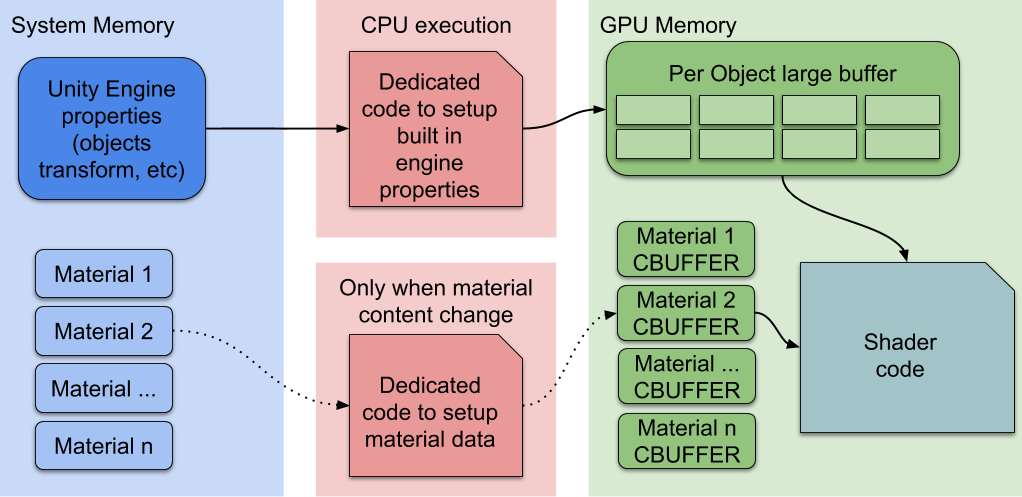 System Memory
Unity Engine
properties
(objects
transform, etc)
Material 1
Material 2
Material ...
Material n
CPU execution
Dedicated
code to setup
built in
engine
properties
Only when material
content change
Dedicated
code to setup
material data
GPU Memory
Per Object large buffer
Material 1
CBUFFER
Material 2
CBUFFER
Material ...
CBUFFER
Material n
CBUFFER
Shader
code